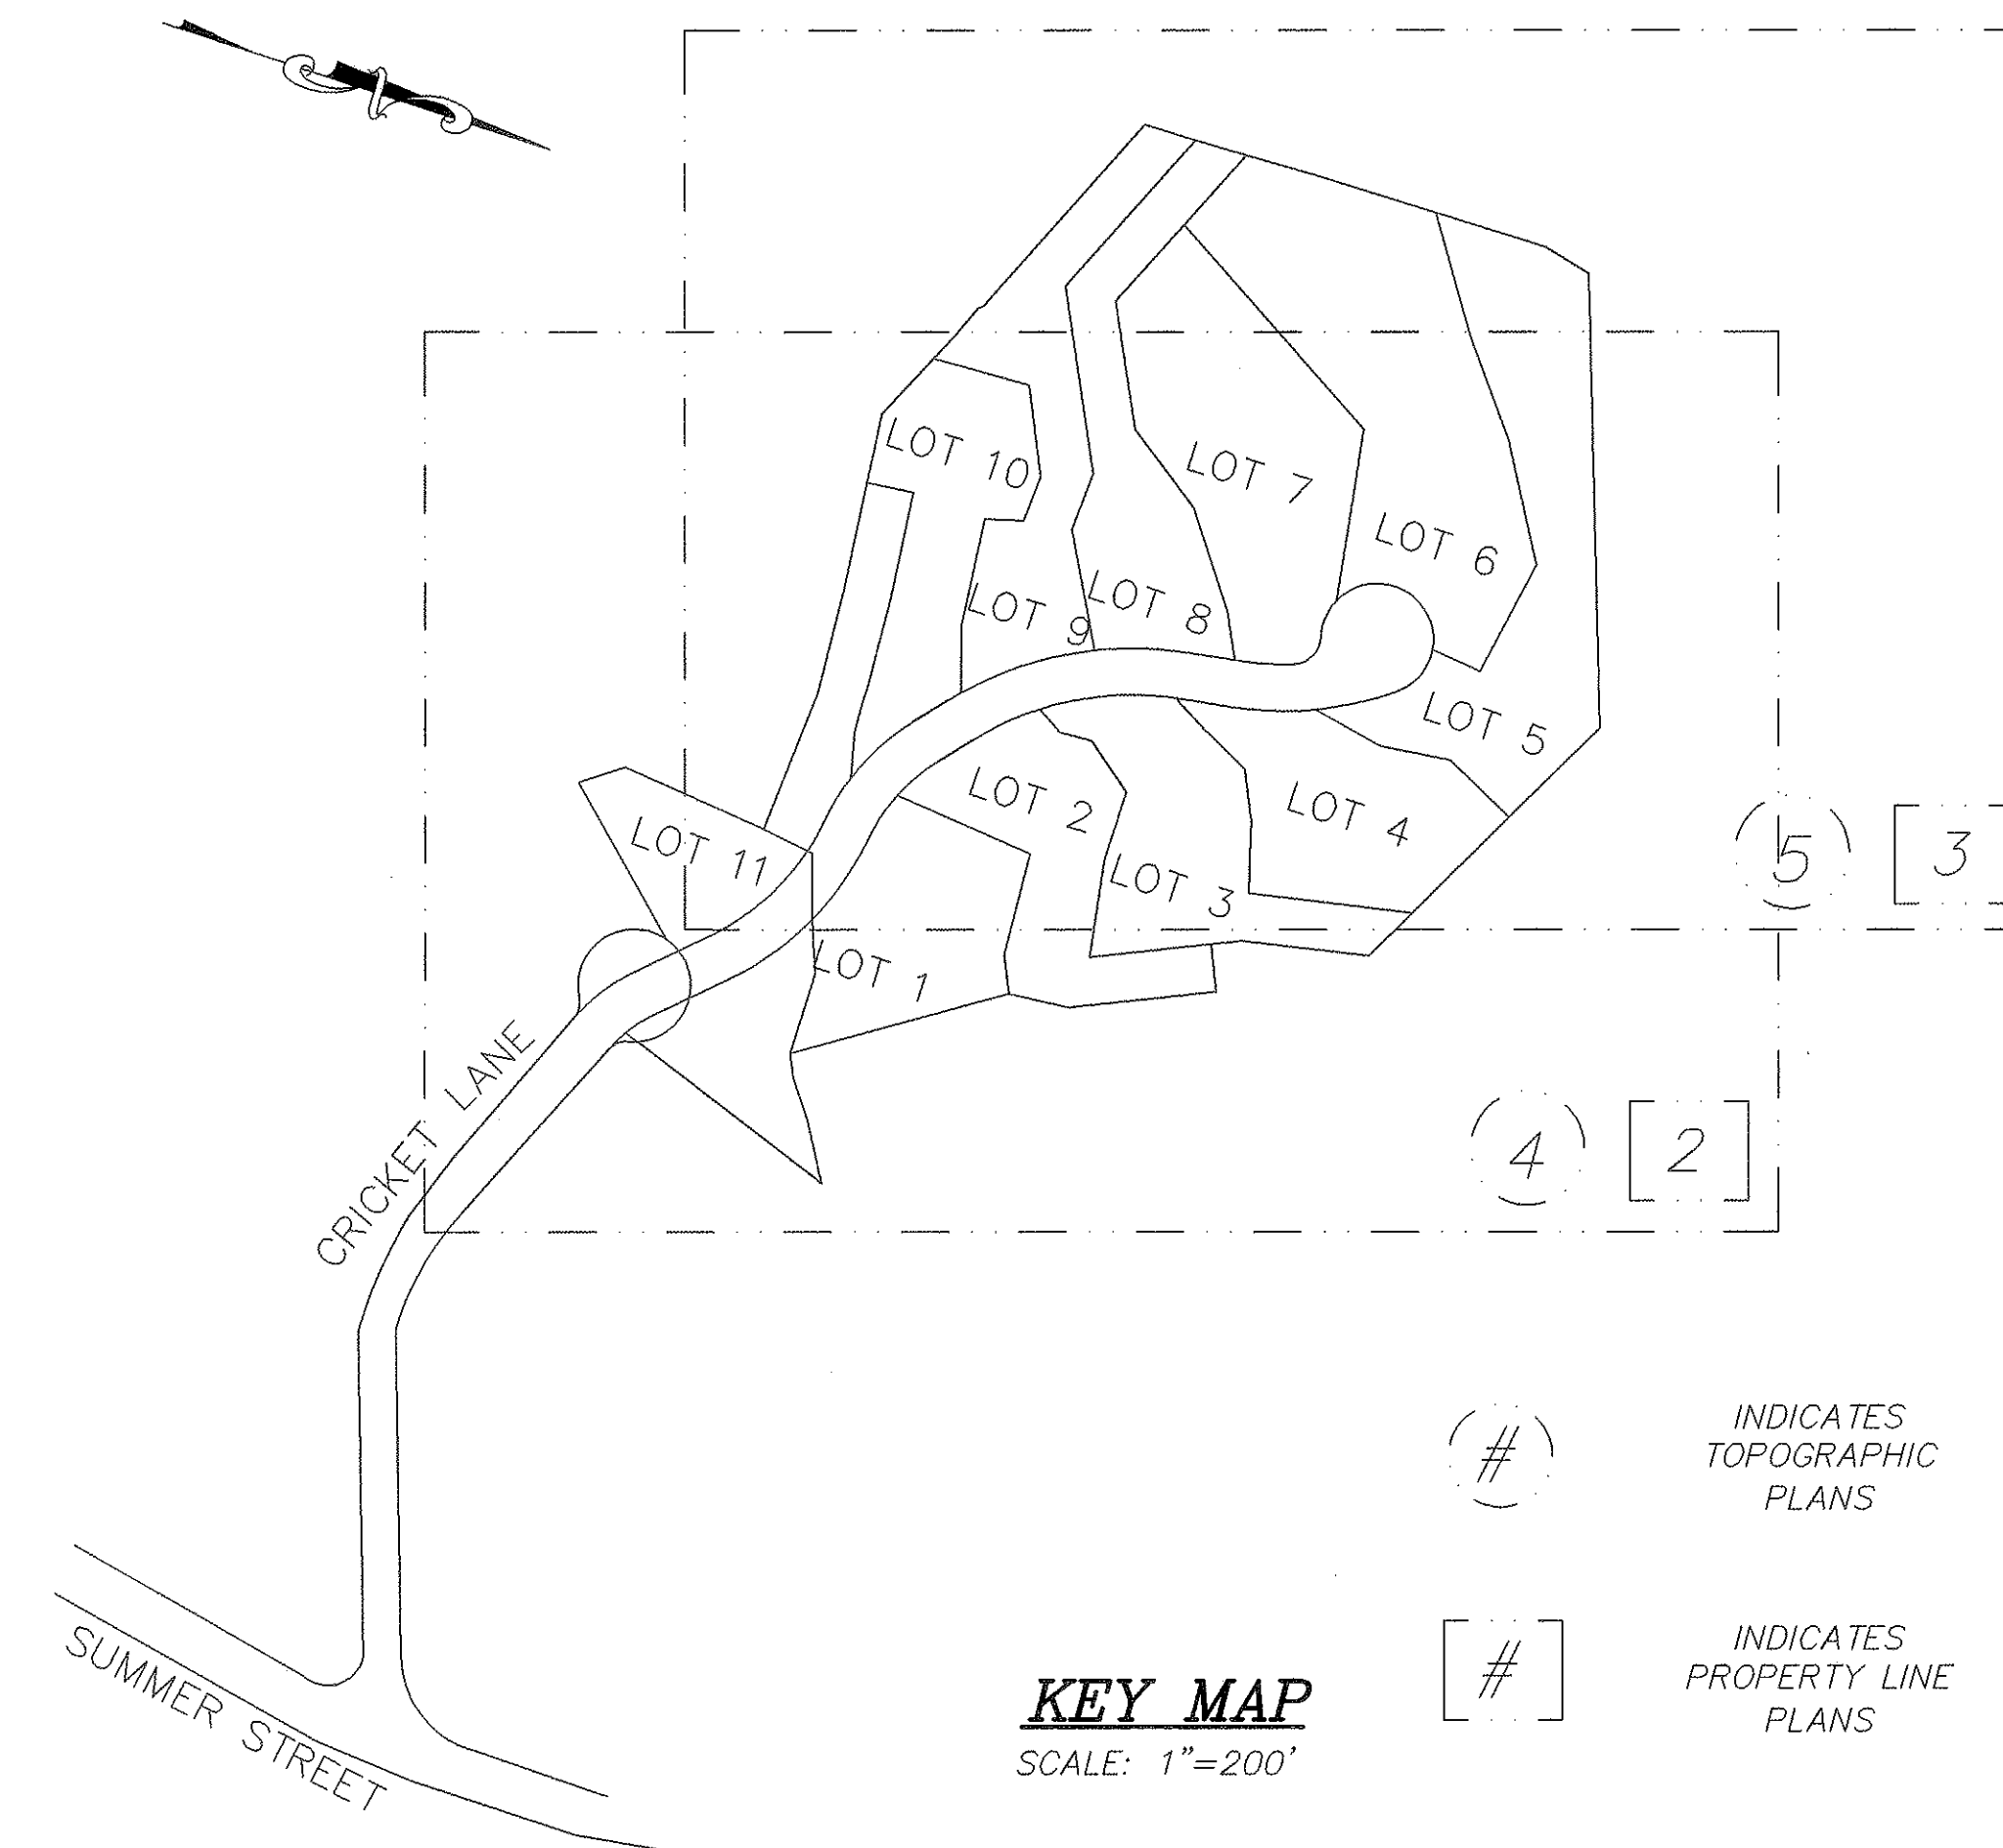 LOT 10
LOT 7
LOT 6
LOT 9
LOT 8
LOT 5
LOT 2
LOT 4
LOT 11
LOT 3
5
3
LOT 1
CRICKET LANE
4
2
#
INDICATES
TOPOGRAPHIC
PLANS
#
INDICATES
PROPERTY LINE
PLANS
SUMMER STREET
KEY MAP
SCALE: 1"=200'